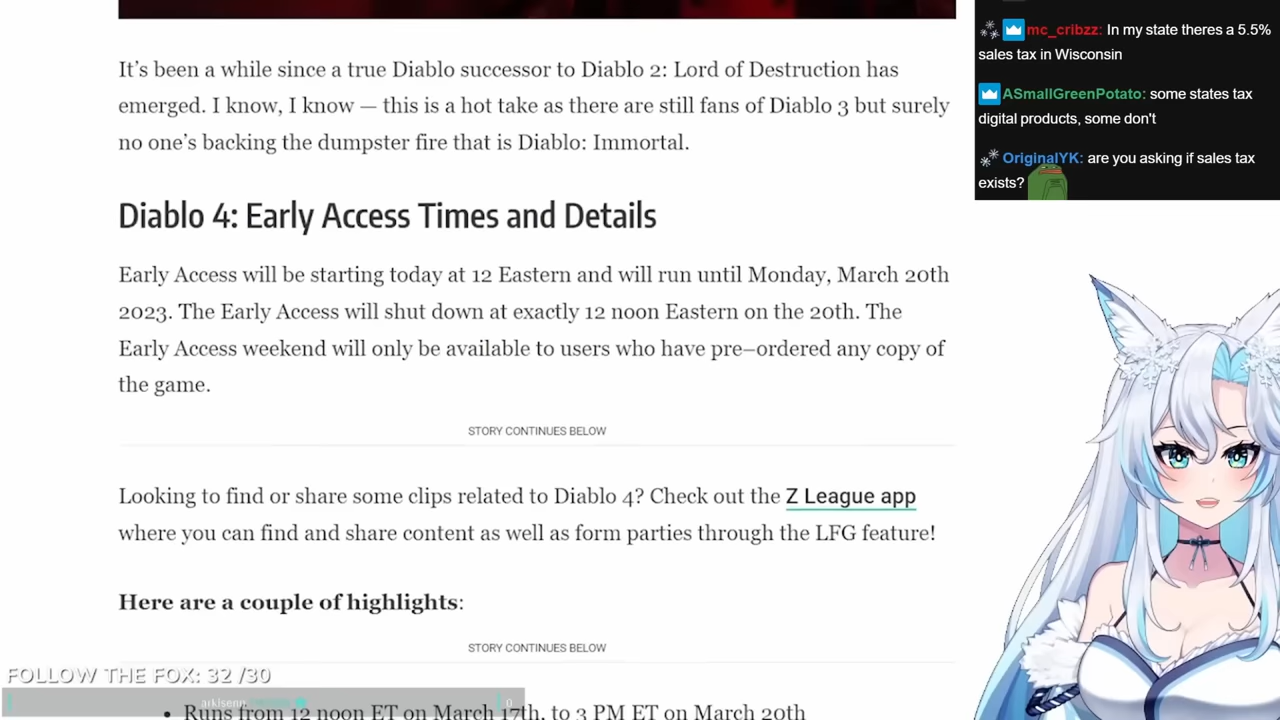 It’s been a while since a true Diablo successor to Diablo 2: Lord of Destruction has
emerged. I know, I know — this is a hot take as there are still fans of Diablo 3 but surely
no one’s backing the dumpster fire that is Diablo: Immortal.
Diablo 4: Early Access Times and Details
Early Access will be starting today at 12 Eastern and will run until Monday, March 20th
2023. The Early Access will shut down at exactly 12 noon Eastern on the 20th. The
Early Access weekend will only be available to users who have pre–ordered any copy of
the game.
STORY CONTINUES BELOW
Looking to find or share some clips related to Diablo 4? Check out the Z League app
where you can find and share content as well as form parties through the LFG feature!
Here are a couple of highlights:
STORY CONTINUES BELOW
• Runs from 12 noon ET on March 17th, to 3 PM ET on March 20th
FOLLOW THE FOX: 32 /30
0
mc_cribzz: In my state theres a 5.5%
sales tax in Wisconsin
ASmallGreenPotato: some states tax
digital products, some don't
OriginalYK: are you asking if sales tax
exists?